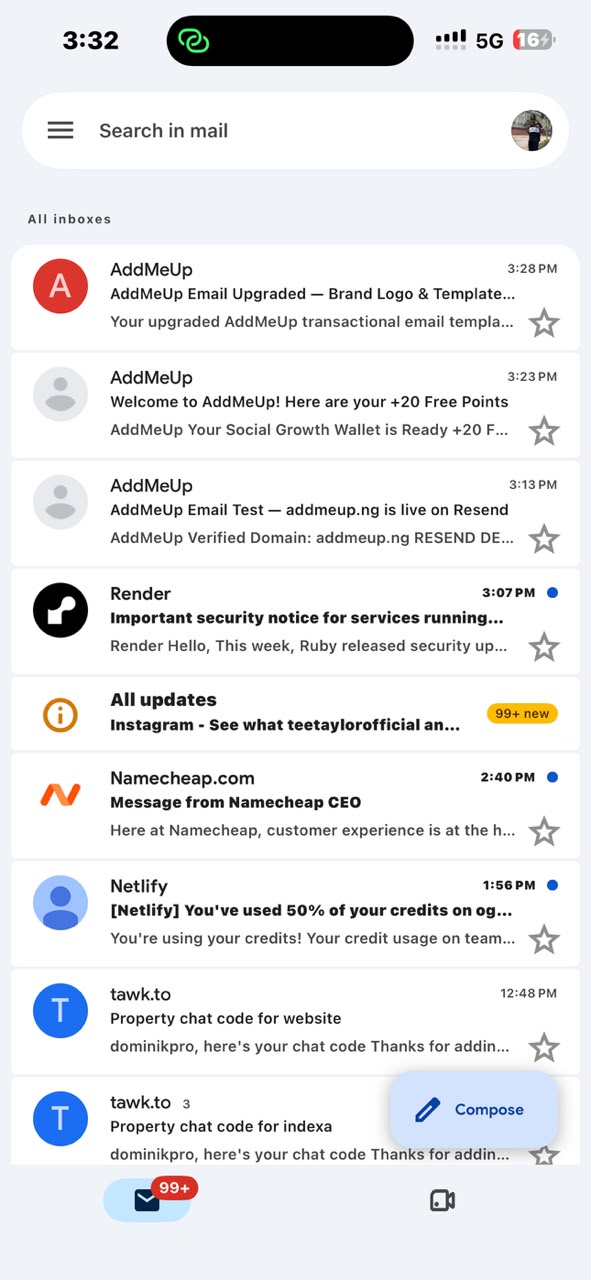 3:32
5G
16
Search in mail
All inboxes
A
AddMeUp
3:28 PM
AddMeUp Email Upgraded — Brand Logo & Template...
Your upgraded AddMeUp transactional email templa...
AddMeUp
3:23 PM
Welcome to AddMeUp! Here are your +20 Free Points
AddMeUp Your Social Growth Wallet is Ready +20 F...
AddMeUp
3:13 PM
AddMeUp Email Test — addmeup.ng is live on Resend
AddMeUp Verified Domain: addmeup.ng RESEND DE...
Render
3:07 PM
Important security notice for services running...
Render Hello, This week, Ruby released security up...
All updates
Instagram - See what teetaylorofficial an...
99+ new
Namecheap.com
2:40 PM
Message from Namecheap CEO
Here at Namecheap, customer experience is at the h...
Netlify
1:56 PM
[Netlify] You've used 50% of your credits on og...
You're using your credits! Your credit usage on team...
T
tawk.to
12:48 PM
Property chat code for website
dominikpro, here's your chat code Thanks for addin...
T
tawk.to 3
Property chat code for indexa
dominikpro, here's your chat code Thanks for addin...
Compose
99+